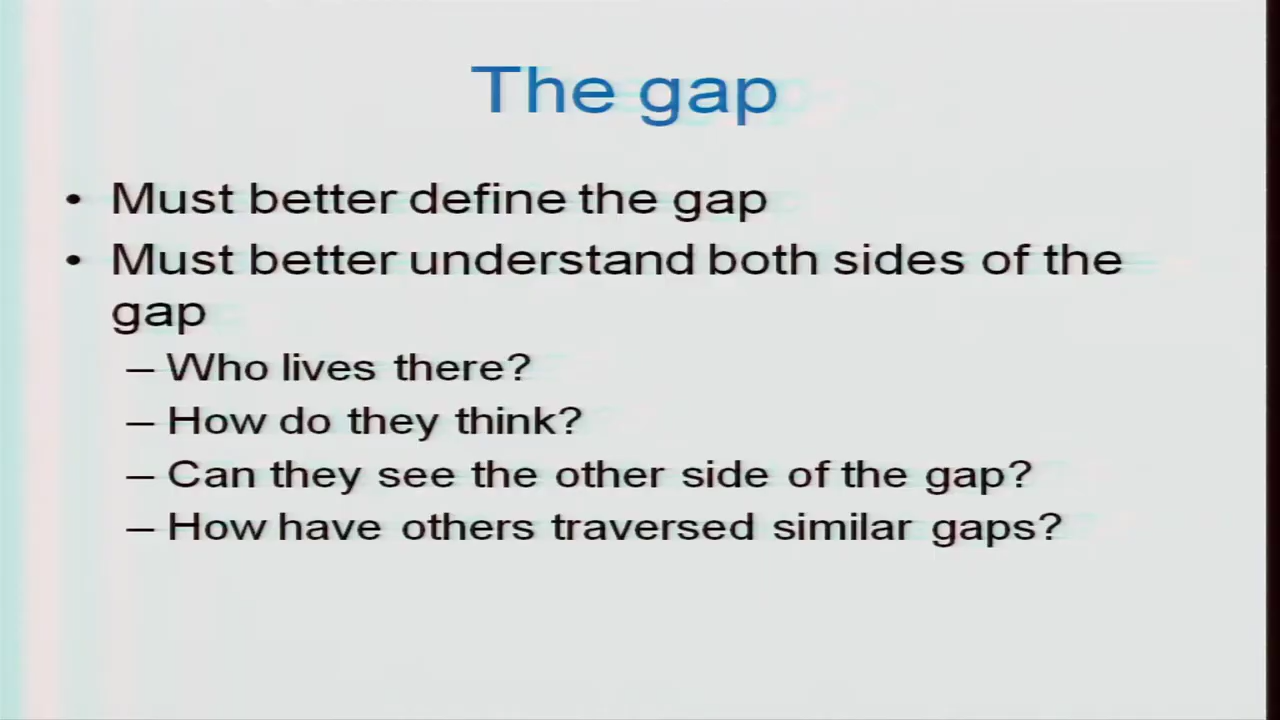 The gap
• Must better define the gap
• Must better understand both sides of the
gap
– Who lives there?
– How do they think?
– Can they see the other side of the gap?
– How have others traversed similar gaps?